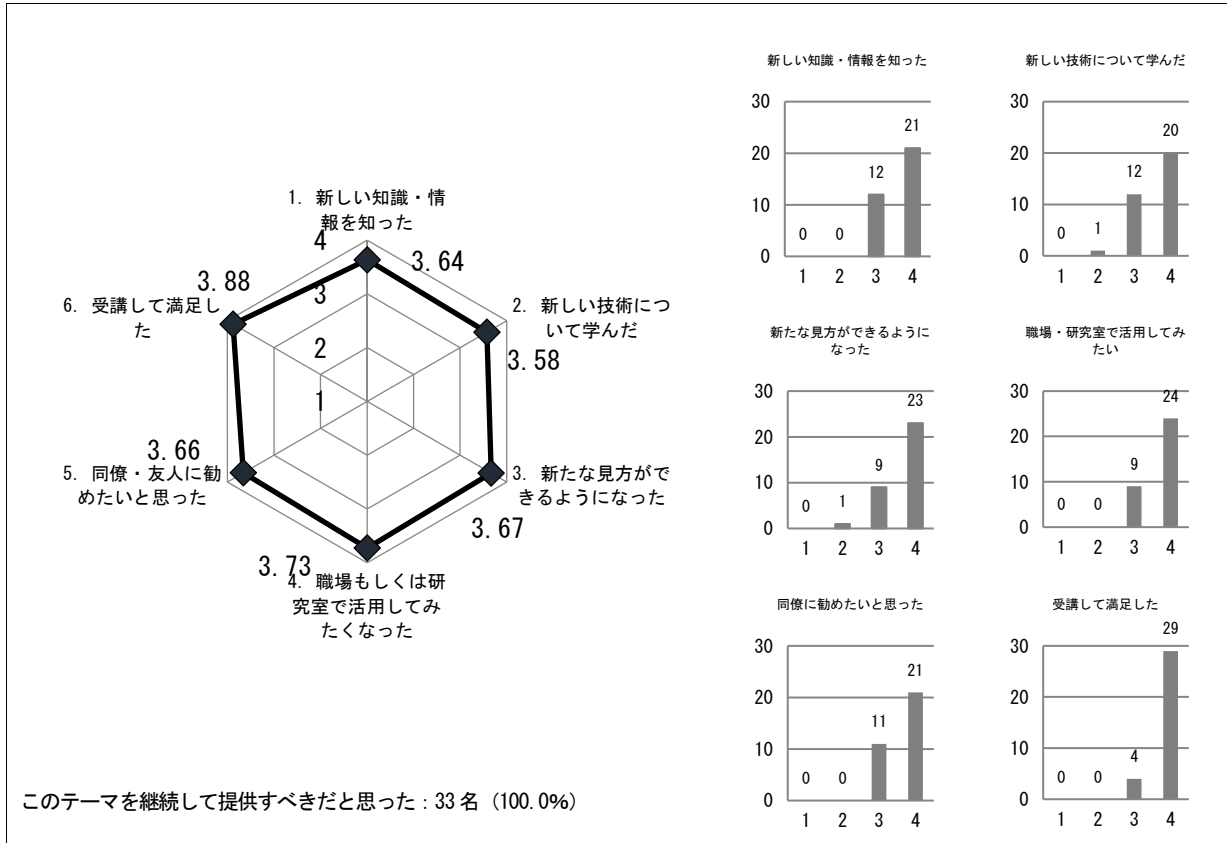 1. 新しい知識・情
報を知った
4
3.64
3.88
3
6. 受講して満足し
た
2. 新しい技術につ
いて学んだ
3.58
2
1
3.66
5. 同僚・友人に勧
めたいと思った
3. 新たな見方がで
きるようになった
3.67
3.73
4. 職場もしくは研
究室で活用してみ
たくなった
このテーマを継続して提供すべきだと思った：33 名 (100.0%)
新しい知識・情報を知った
30
20
10
0
0
0
12
21
1 2 3 4
新しい技術について学んだ
30
20
10
0
0
1
12
20
1 2 3 4
新たな見方ができるように
なった
30
20
10
0
0
1
9
23
1 2 3 4
職場・研究室で活用してみ
たい
30
20
10
0
0
0
9
24
1 2 3 4
同僚に勧めたいと思った
30
20
10
0
0
0
11
21
1 2 3 4
受講して満足した
30
20
10
0
0
0
4
29
1 2 3 4